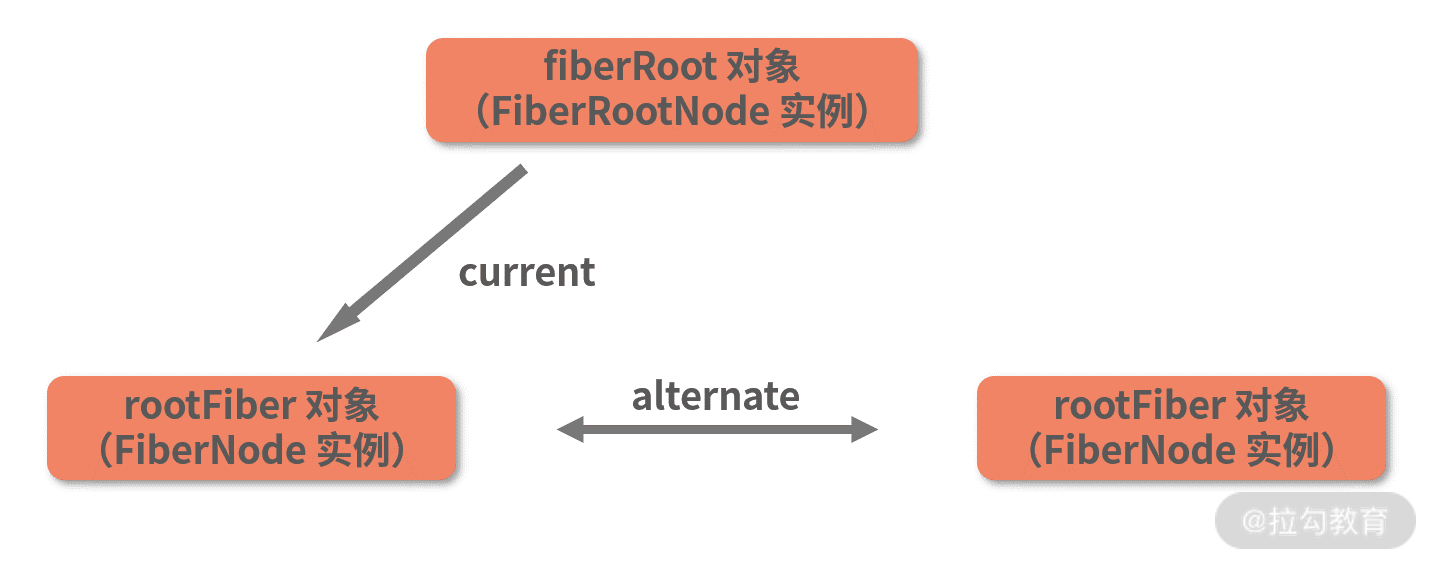 fiberRoot 对象
（FiberRootNode 实例）
current
alternate
rootFiber 对象
（FiberNode 实例）
rootFiber 对象
（FiberNode 实例）
@拉勾教育